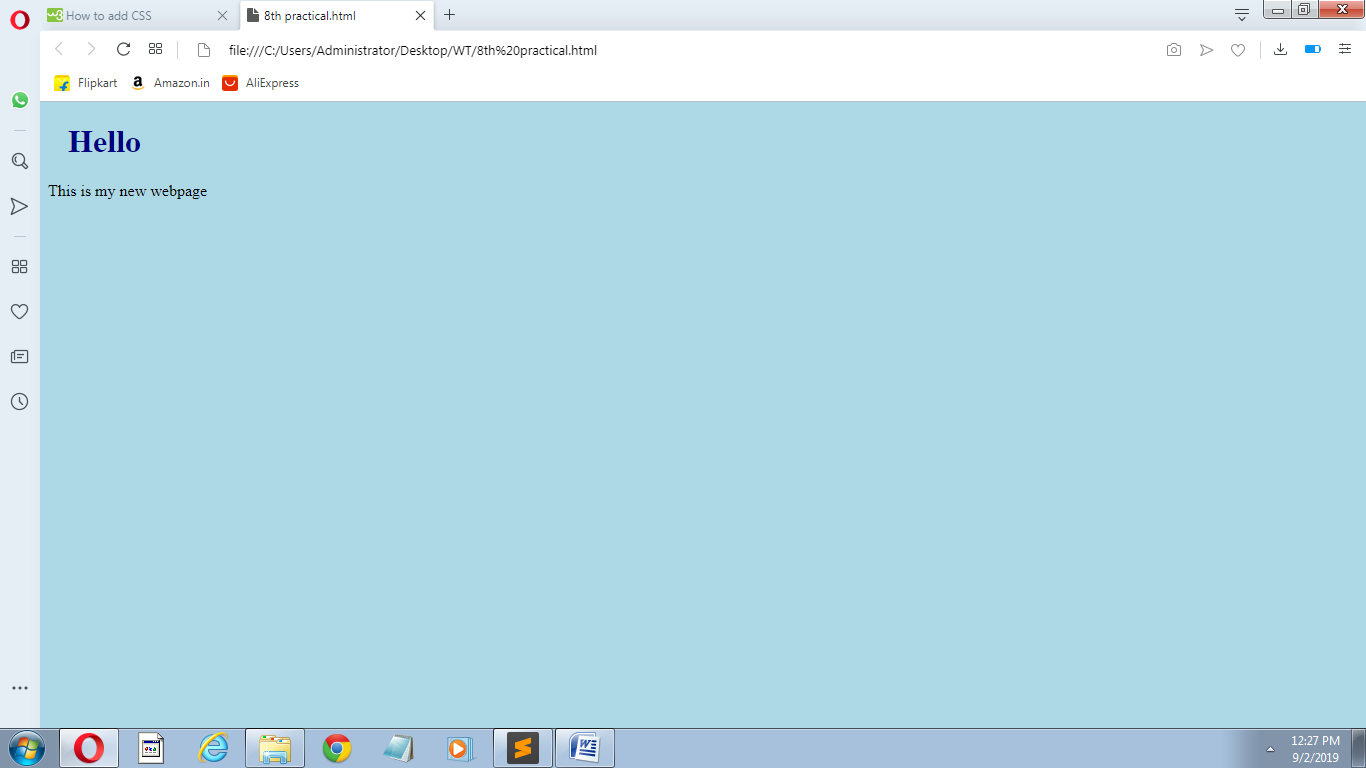 How to add CSS
8th practical.html
file:///C:/Users/Administrator/Desktop/WT/8th%20practical.html
Flipkart
Amazon.in
AliExpress
Hello
This is my new webpage
12:27 PM
9/2/2019